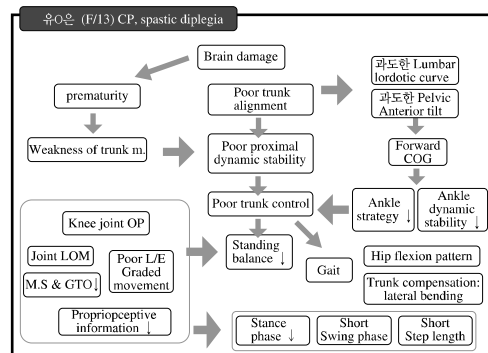 유O은 (F/13) CP, spastic diplegia
Brain damage
prematurity
Poor trunk
alignment
과도한 Lumbar
lordotic curve
과도한 Pelvic
Anterior tilt
Weakness of trunk m.
Poor proximal
dynamic stability
Forward
COG
Poor trunk control
Ankle
strategy ↓
Ankle
dynamic
stability ↓
Knee joint OP
Joint LOM
M.S & GTO↓
Poor L/E
Graded
movement
Propriopceptive
information ↓
Standing
balance ↓
Gait
Hip flexion pattern
Trunk compensation:
lateral bending
Stance
phase ↓
Short
Swing phase
Short
Step length